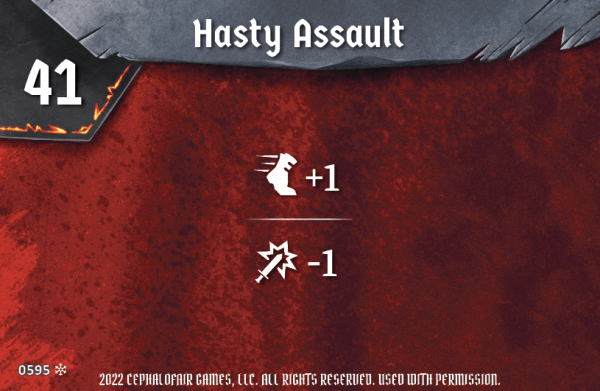 Hasty Assault
41
+1
-1
0595
2022 CEPHALOFAIR GAMES, LLC. ALL RIGHTS RESERVED. USED WITH PERMISSION.